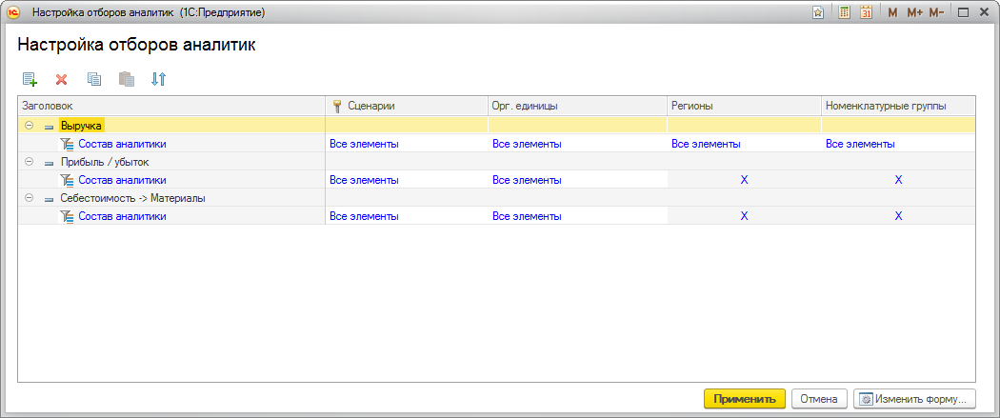 1С Настройка отборов аналитик (1С:Предприятие) 31 M M+ M-
Настройка отборов аналитик
Заголовок Сценарии Орг. единицы Регионы Номенклатурные группы
Выручка
Состав аналитики Все элементы Все элементы Все элементы Все элементы
Прибыль / убыток
Состав аналитики Все элементы Все элементы X X
Себестоимость -> Материалы
Состав аналитики Все элементы Все элементы X X
Применить Отмена Изменить форму...